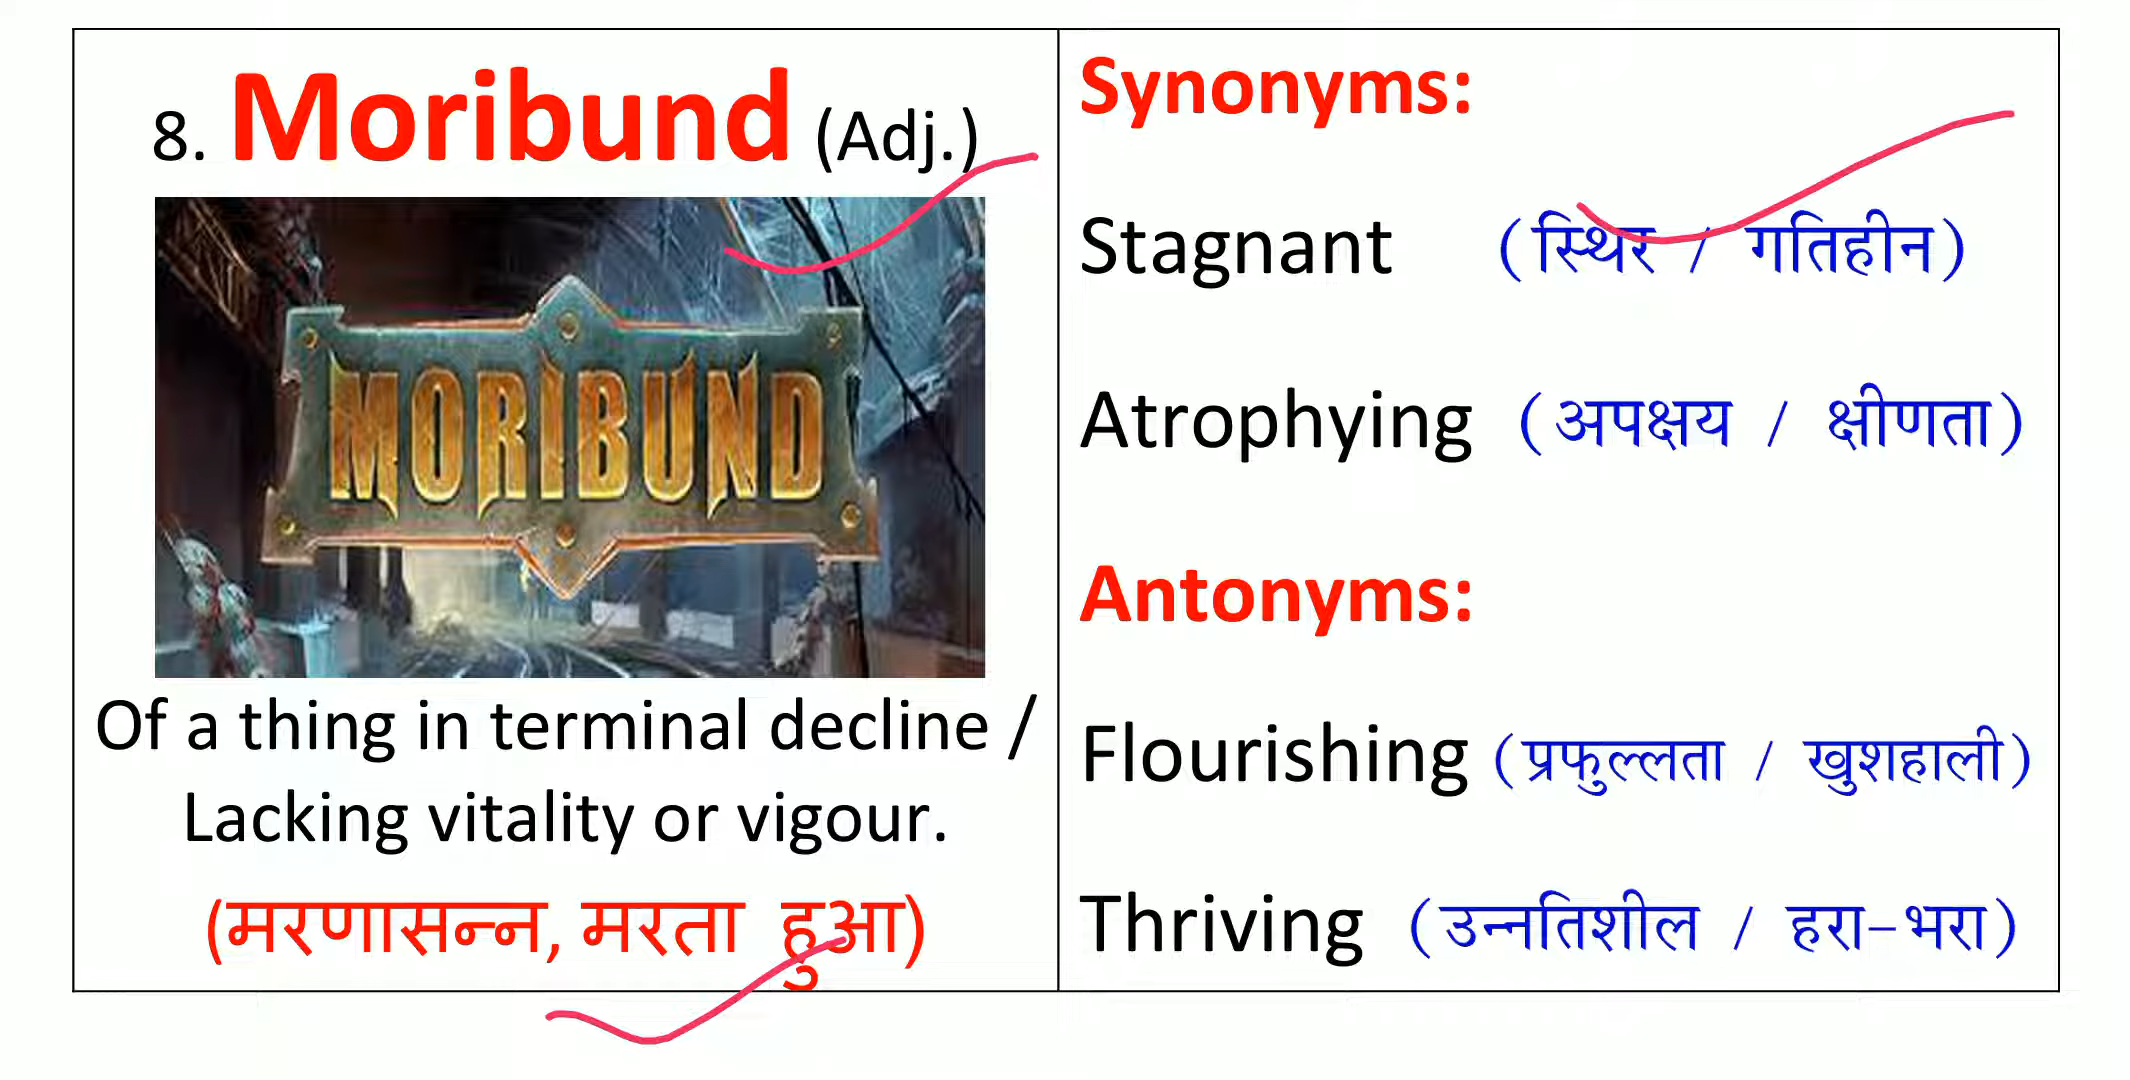 8. Moribund (Adj.)
MORIBUND
Of a thing in terminal decline /
Lacking vitality or vigour.
(मरणासन्न, मरता हुआ)
Synonyms:
Stagnant (स्थिर / गतिहीन)
Atrophying (अपक्षय / क्षीणता)
Antonyms:
Flourishing (प्रफुल्लता / खुशहाली)
Thriving (उन्नतिशील / हरा-भरा)